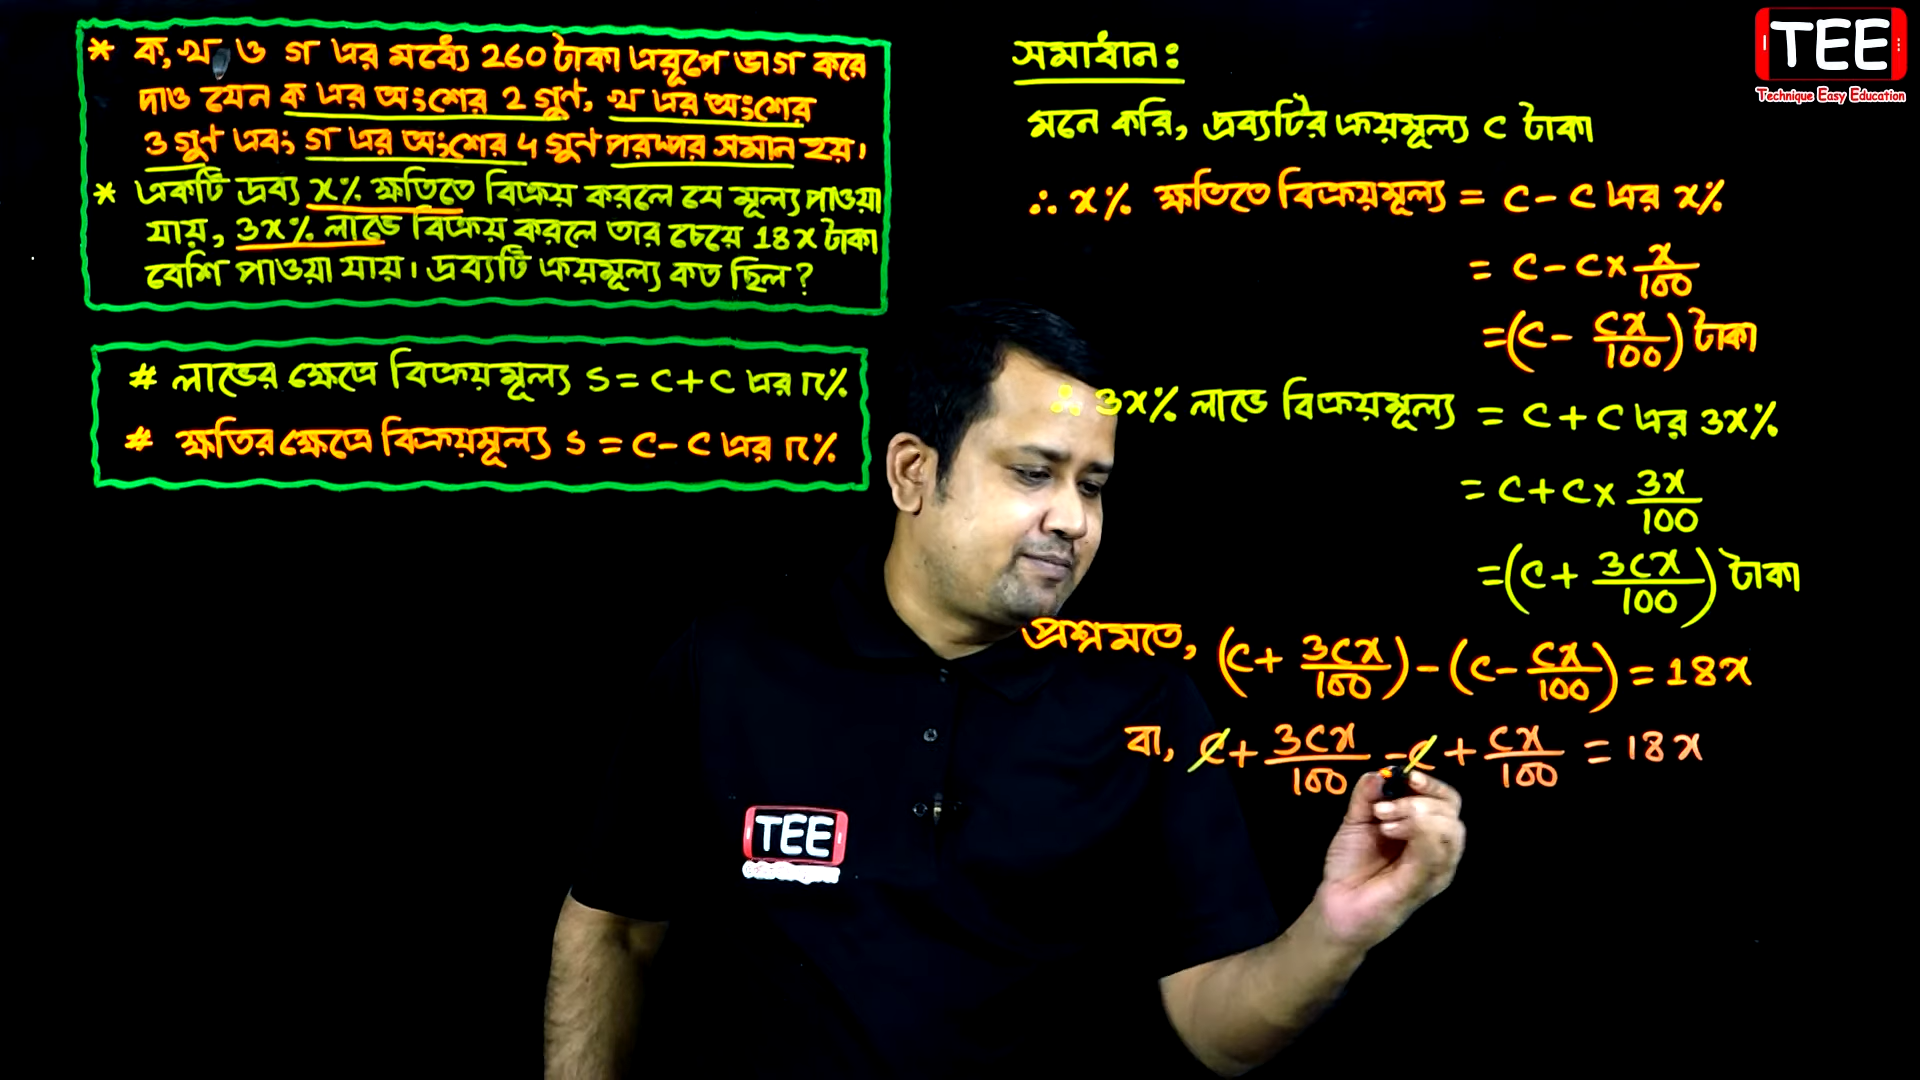 * ক, খ ও গ এর মধ্যে 260 টাকা এরূপে ভাগ করে
দাও যেন ক এর অংশের 2 গুণ, খ এর অংশের
3 গুণ এবং গ এর অংশের 4 গুণ পরস্পর সমান হয়।
* একটি দ্রব্য x% ক্ষতিতে বিক্রয় করলে যে মূল্য পাওয়া
যায়, 3x% লাভে বিক্রয় করলে তার চেয়ে 18x টাকা
বেশি পাওয়া যায়। দ্রব্যটি ক্রয়মূল্য কত ছিল?
# লাভের ক্ষেত্রে বিক্রয়মূল্য S = C + C এর r%
# ক্ষতির ক্ষেত্রে বিক্রয়মূল্য S = C - C এর r%
সমাধান:
মনে করি, দ্রব্যটির ক্রয়মূল্য C টাকা
∴ x% ক্ষতিতে বিক্রয়মূল্য = C - C এর x%
= C - C × x/100
= (C - Cx/100) টাকা
∴ 3x% লাভে বিক্রয়মূল্য = C + C এর 3x%
= C + C × 3x/100
= (C + 3Cx/100) টাকা
প্রশ্নমতে, (C + 3Cx/100) - (C - Cx/100) = 18x
বা, C + 3Cx/100 - C + Cx/100 = 18x
TEE
Technique Easy Education
TEE